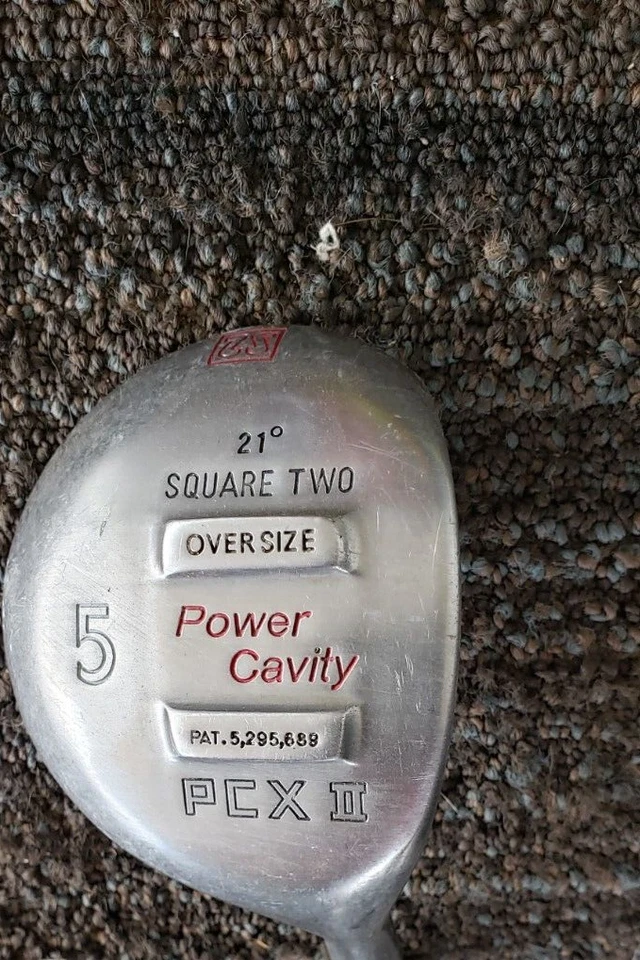 21°
SQUARE TWO
OVERSIZE
5
Power
Cavity
PAT. 5,295,689
PCX II